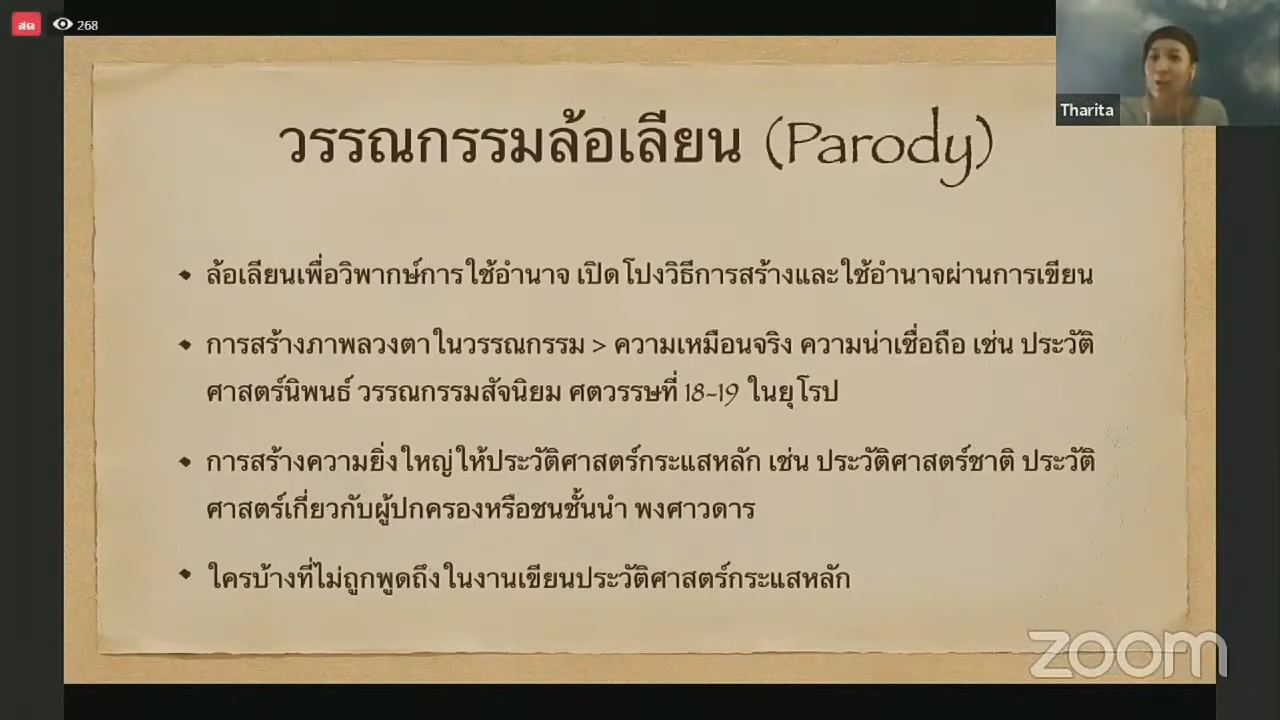 สด 268
Tharita
วรรณกรรมล้อเลียน (Parody)
ล้อเลียนเพื่อวิพากษ์การใช้อำนาจ เปิดโปงวิธีการสร้างและใช้อำนาจผ่านการเขียน
การสร้างภาพลวงตาในวรรณกรรม > ความเหมือนจริง ความน่าเชื่อถือ เช่น ประวัติ
ศาสตร์นิพนธ์ วรรณกรรมสัจนิยม ศตวรรษที่ 18-19 ในยุโรป
การสร้างความยิ่งใหญ่ให้ประวัติศาสตร์กระแสหลัก เช่น ประวัติศาสตร์ชาติ ประวัติ
ศาสตร์เกี่ยวกับผู้ปกครองหรือชนชั้นนำ พงศาวดาร
ใครบ้างที่ไม่ถูกพูดถึงในงานเขียนประวัติศาสตร์กระแสหลัก
zoom